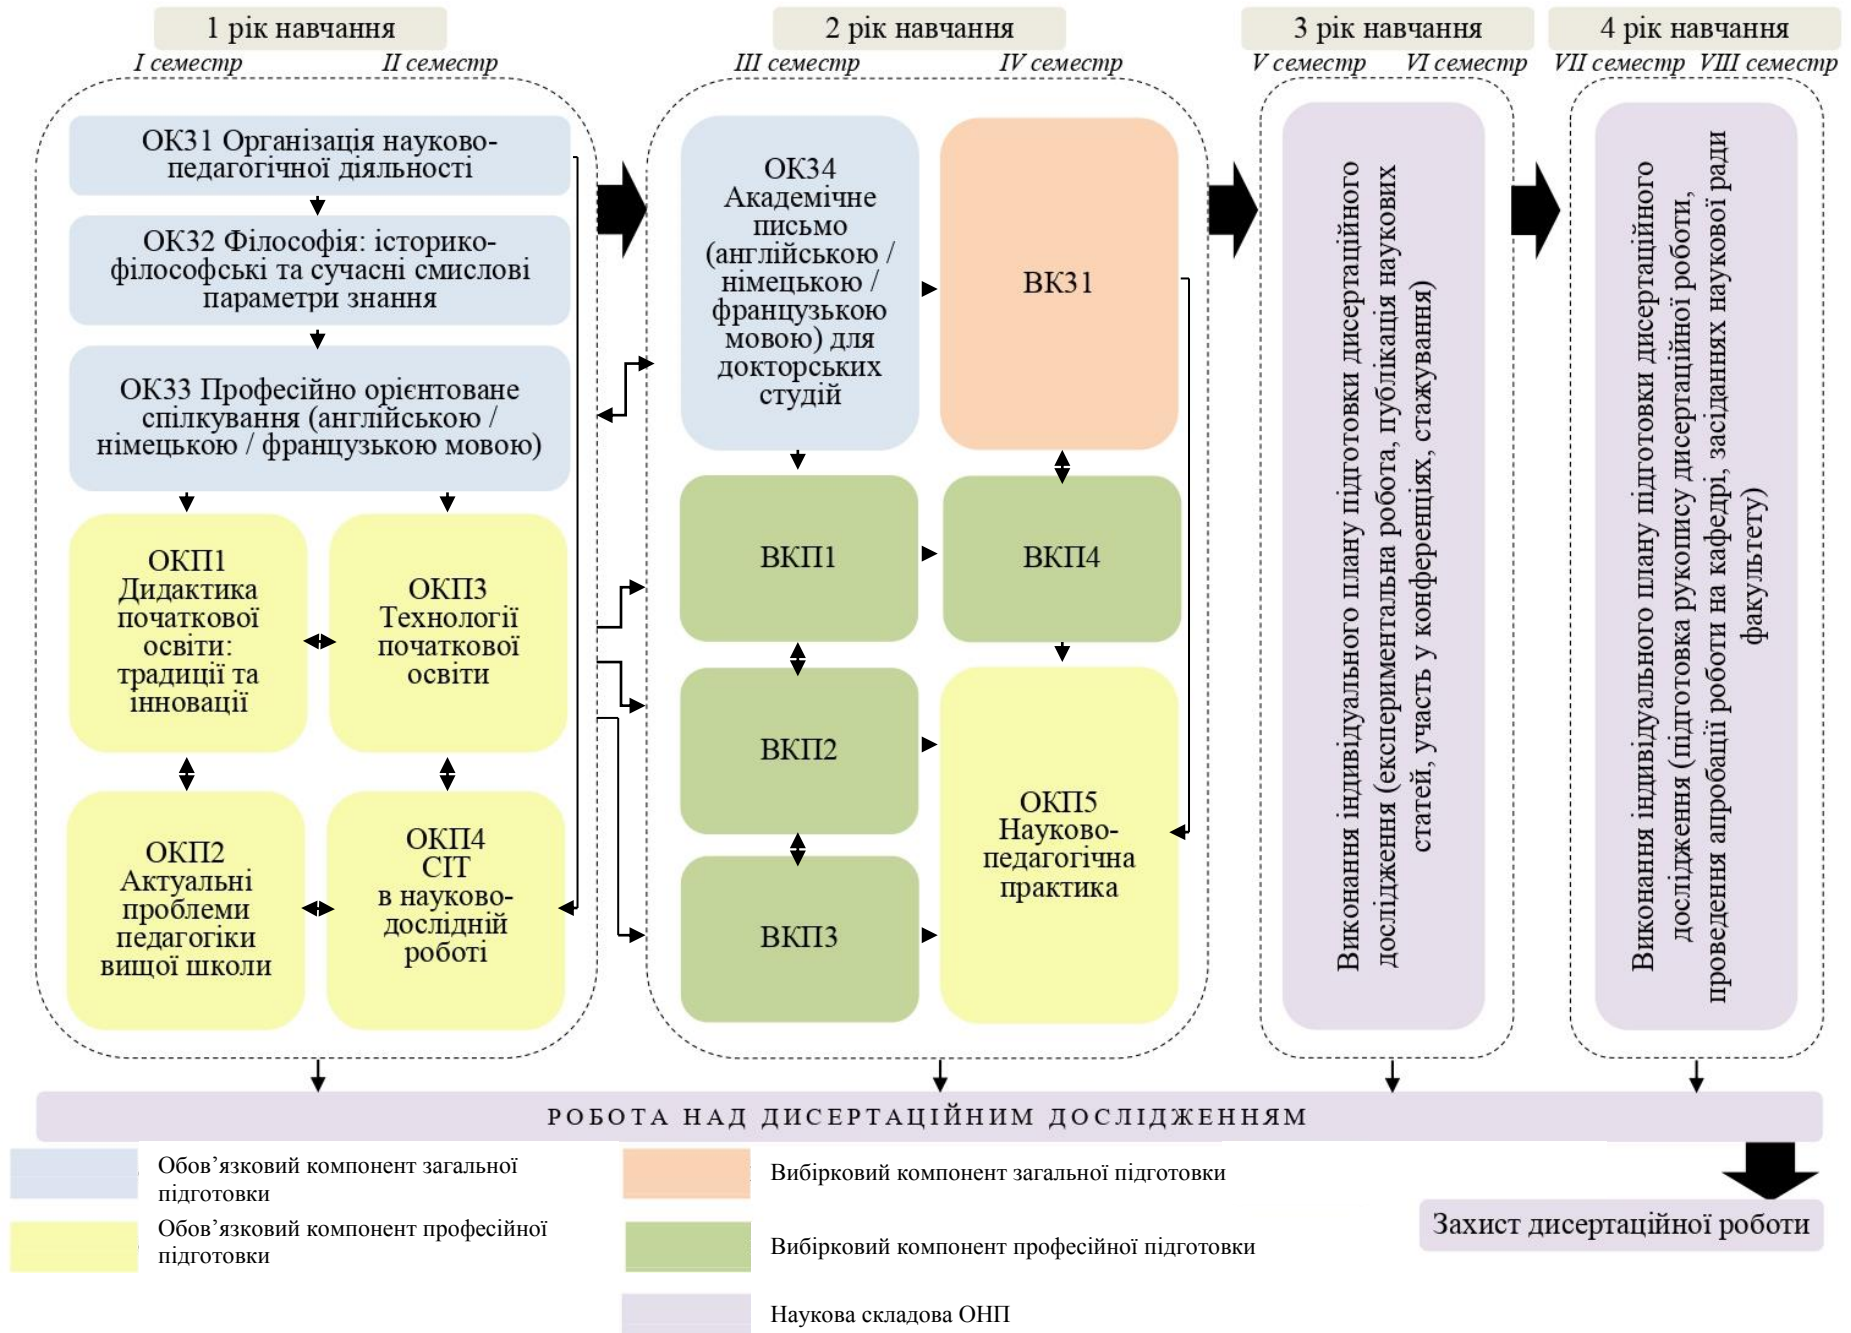 1 рік навчання
І семестр
ІІ семестр
2 рік навчання
ІІІ семестр
IV семестр
3 рік навчання
V семестр
VI семестр
4 рік навчання
VII семестр
VIII семестр
ОК31 Організація науково-
педагогічної діяльності
ОК32 Філософія: історико-
філософські та сучасні смислові
параметри знання
ОК33 Професійно орієнтоване
спілкування (англійською /
німецькою / французькою мовою)
ОКП1
Дидактика
початкової
освіти:
традиції та
інновації
ОКП3
Технології
початкової
освіти
ОКП2
Актуальні
проблеми
педагогіки
вищої школи
ОКП4
СІТ
в науково-
дослідній
роботі
ОК34
Академічне
письмо
(англійською /
німецькою /
французькою
мовою) для
докторських
студій
ВК31
ВКП1
ВКП4
ВКП2
ВКП3
ОКП5
Науково-
педагогічна
практика
Виконання індивідуального плану підготовки дисертаційного
дослідження (експериментальна робота, публікація наукових
статей, участь у конференціях, стажування)
Виконання індивідуального плану підготовки дисертаційного
дослідження (підготовка рукопису дисертаційної роботи,
проведення апробації роботи на кафедрі, засіданнях наукової ради
факультету)
РОБОТА НАД ДИСЕРТАЦІЙНИМ ДОСЛІДЖЕННЯМ
Обов’язковий компонент загальної
підготовки
Обов’язковий компонент професійної
підготовки
Вибірковий компонент загальної підготовки
Вибірковий компонент професійної підготовки
Наукова складова ОНП
Захист дисертаційної роботи